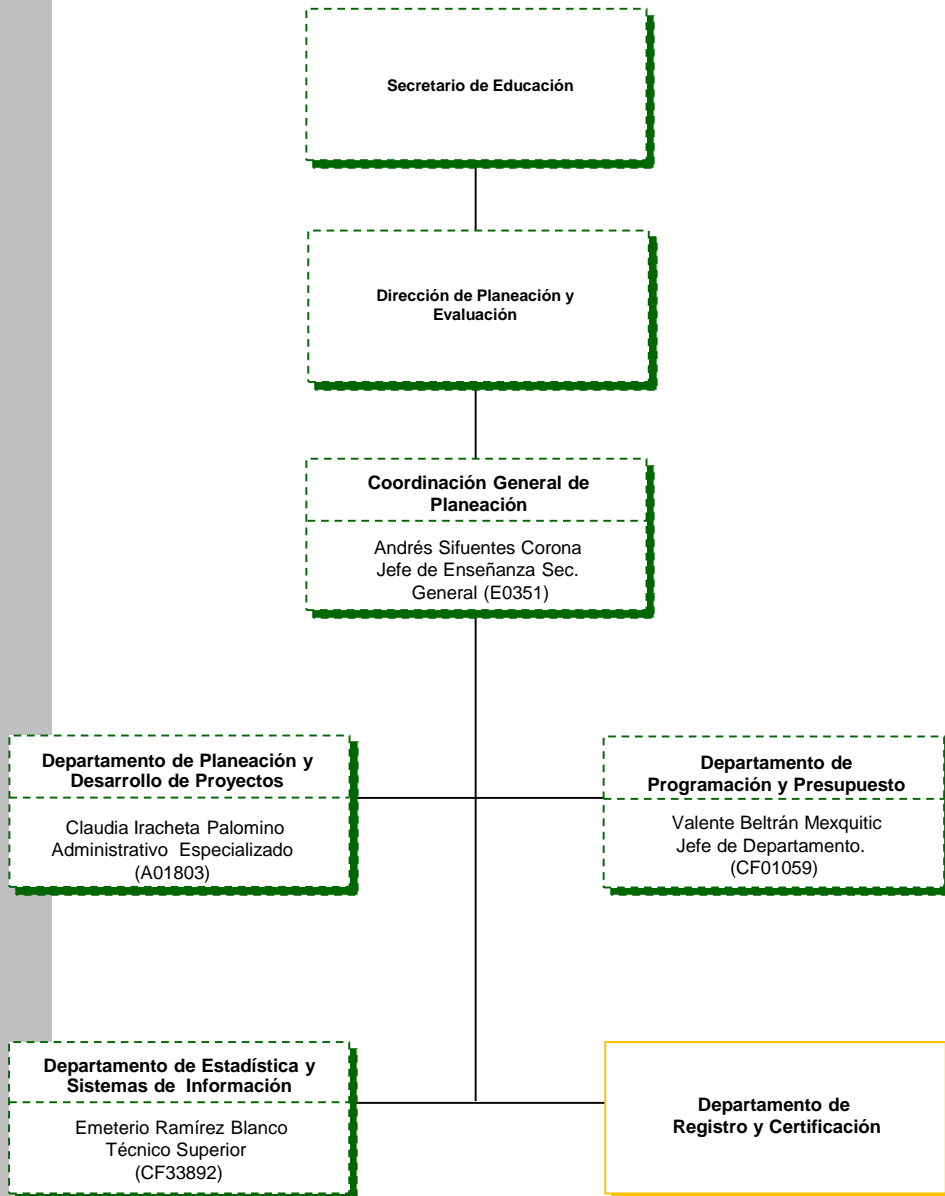 Secretario de Educación
Dirección de Planeación y
Evaluación
Coordinación General de
Planeación
Andrés Sifuentes Corona
Jefe de Enseñanza Sec.
General (E0351)
Departamento de Planeación y
Desarrollo de Proyectos
Claudia Iracheta Palomino
Administrativo Especializado
(A01803)
Departamento de
Programación y Presupuesto
Valente Beltrán Mexquitic
Jefe de Departamento.
(CF01059)
Departamento de Estadística y
Sistemas de Información
Emeterio Ramírez Blanco
Técnico Superior
(CF33892)
Departamento de
Registro y Certificación